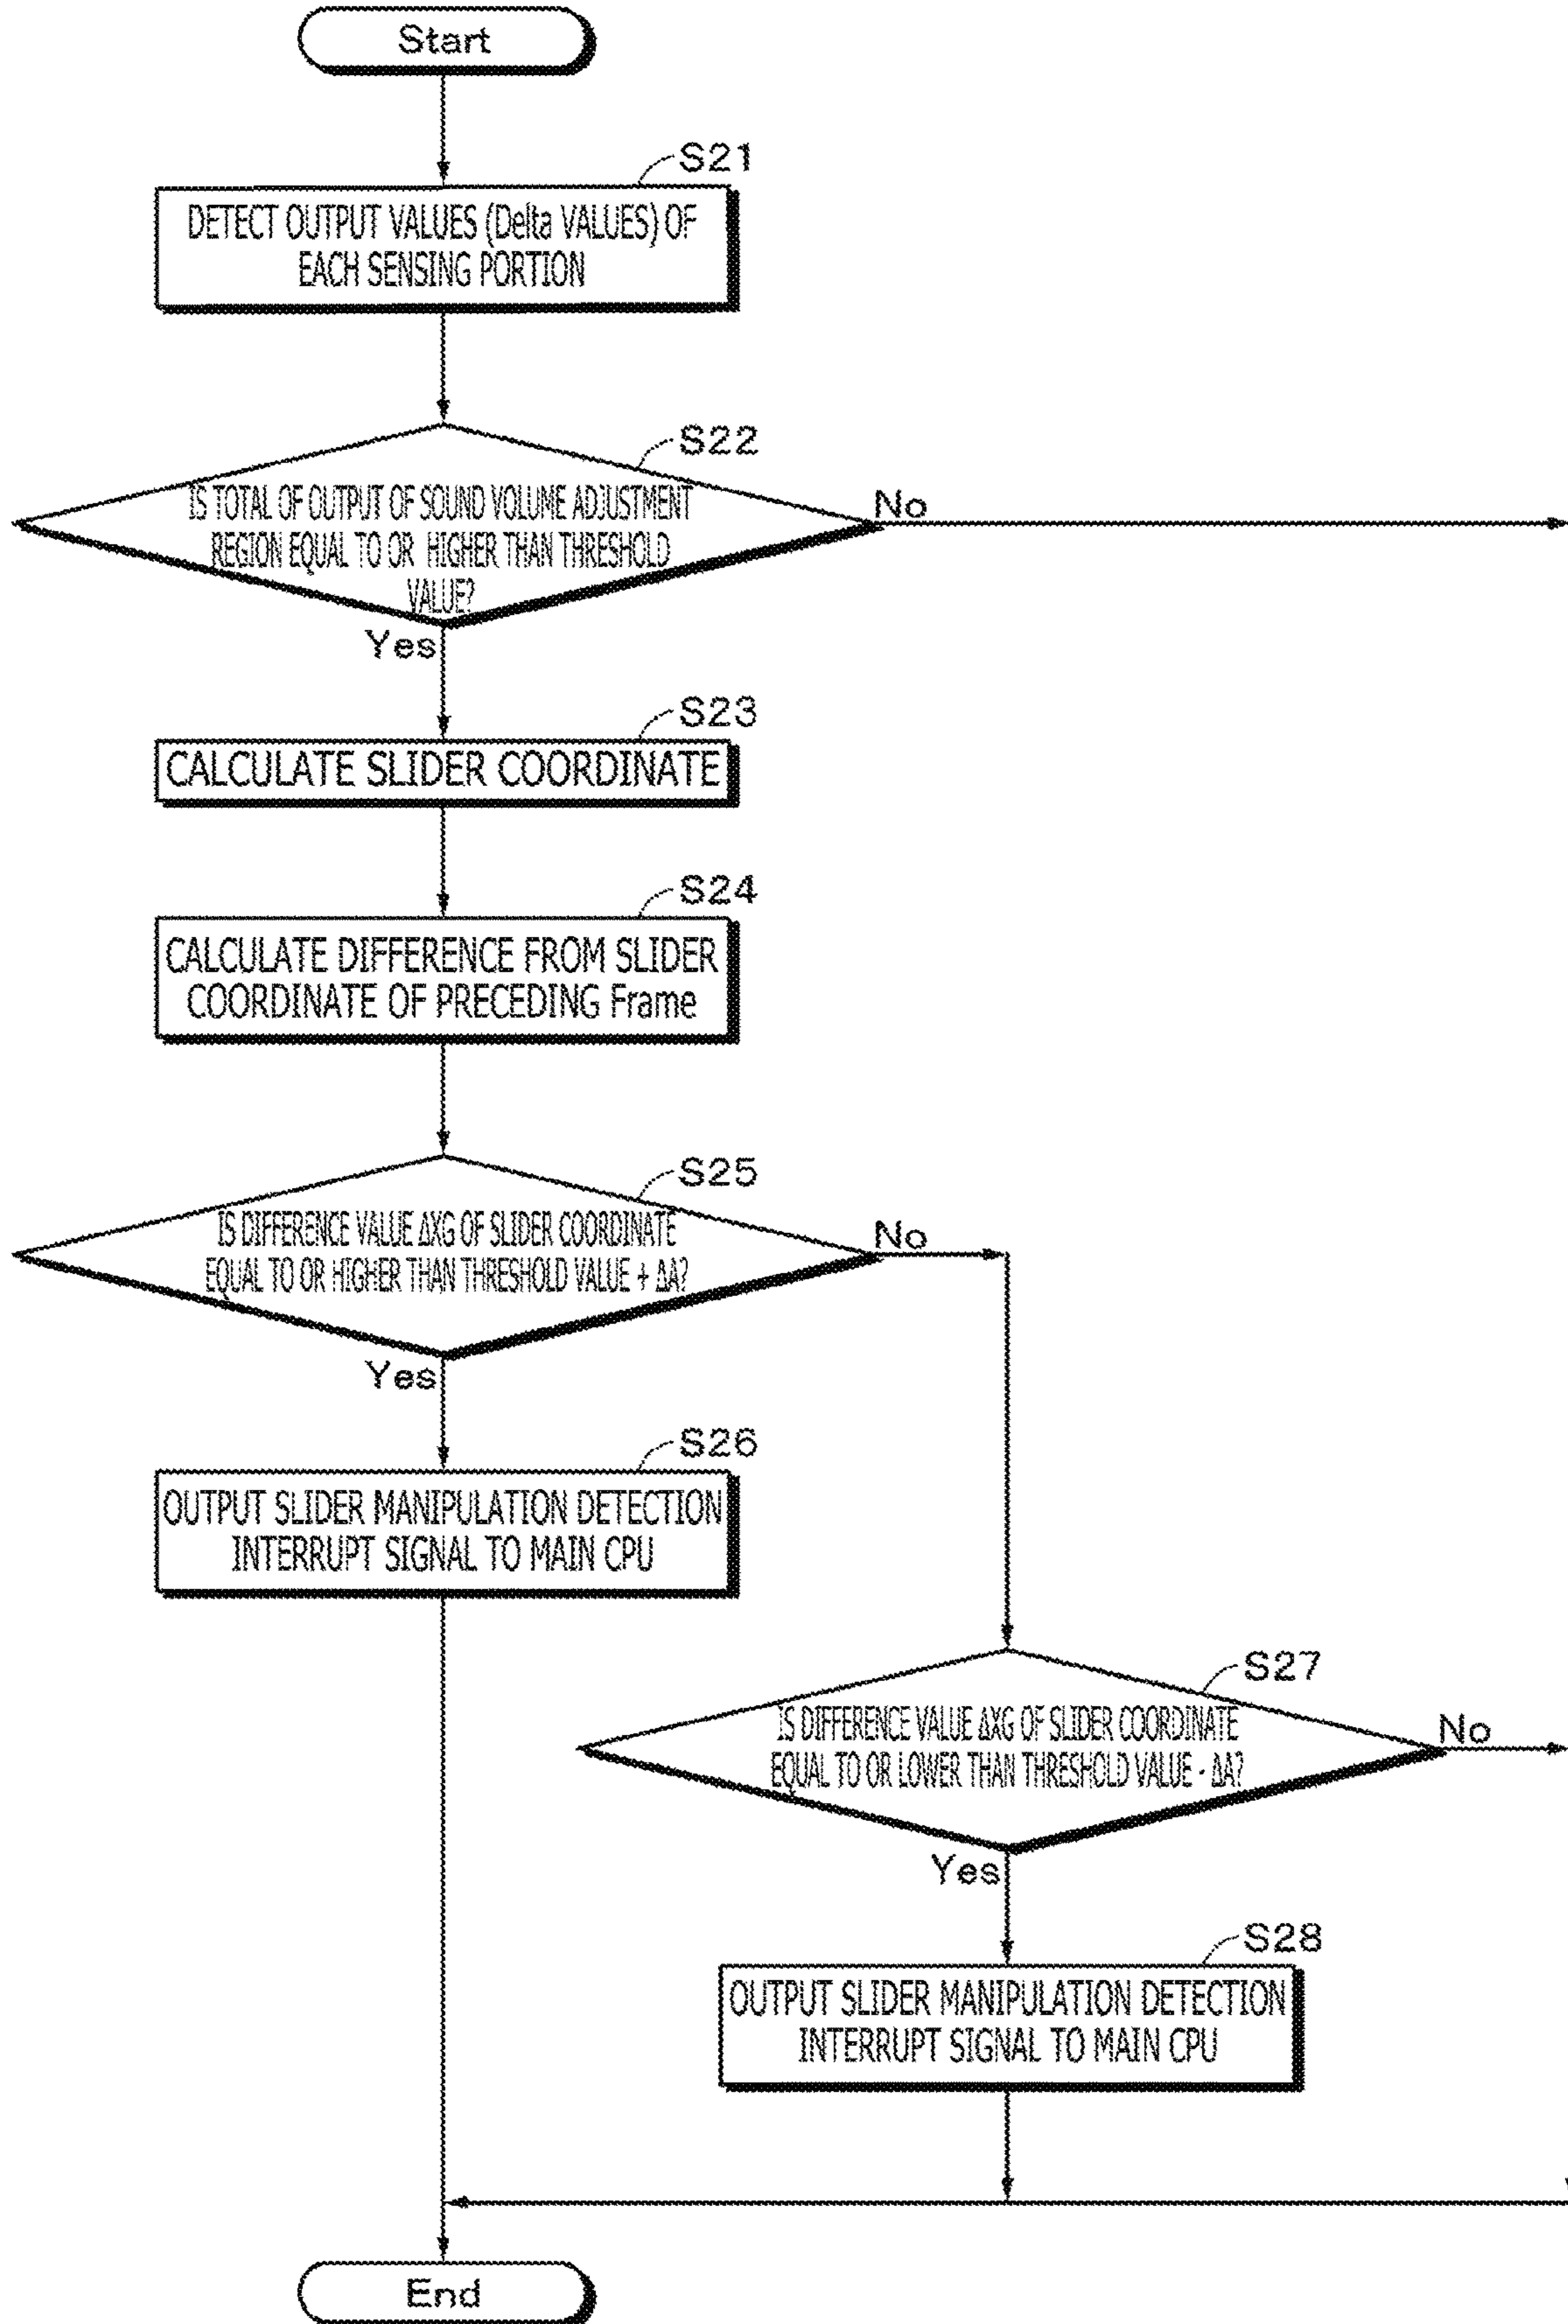 Start
S21
DETECT OUTPUT VALUES (Delta VALUES) OF
EACH SENSING PORTION
S22
IS TOTAL OF OUTPUT OF SOUND VOLUME ADJUSTMENT
REGION EQUAL TO OR HIGHER THAN THRESHOLD
VALUE?
No
Yes
S23
CALCULATE SLIDER COORDINATE
S24
CALCULATE DIFFERENCE FROM SLIDER
COORDINATE OF PRECEDING Frame
S25
IS DIFFERENCE VALUE ΔXG OF SLIDER COORDINATE
EQUAL TO OR HIGHER THAN THRESHOLD VALUE + ΔA?
No
Yes
S26
OUTPUT SLIDER MANIPULATION DETECTION
INTERRUPT SIGNAL TO MAIN CPU
S27
IS DIFFERENCE VALUE ΔXG OF SLIDER COORDINATE
EQUAL TO OR LOWER THAN THRESHOLD VALUE - ΔA?
No
Yes
S28
OUTPUT SLIDER MANIPULATION DETECTION
INTERRUPT SIGNAL TO MAIN CPU
End